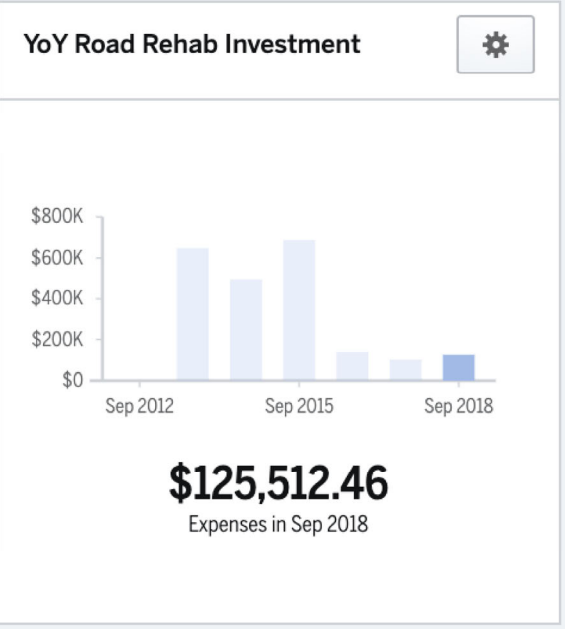 YoY Road Rehab Investment
$800K
$600K
$400K
$200K
$0
Sep 2012 Sep 2015 Sep 2018
$125,512.46
Expenses in Sep 2018